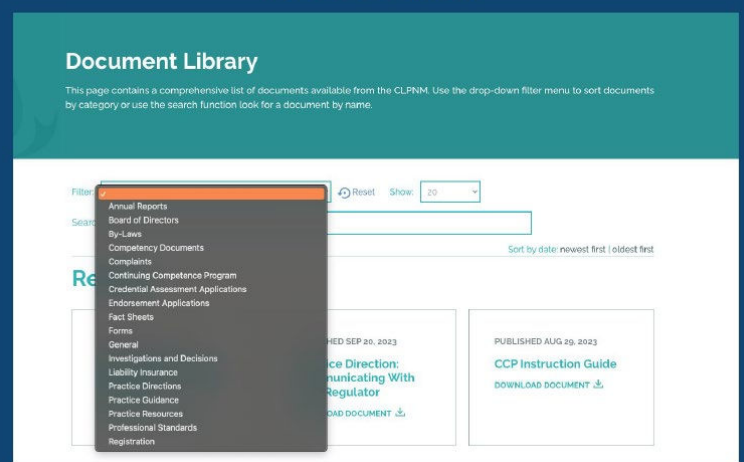 Document Library
This page contains a comprehensive list of documents available from the CLPNM. Use the drop-down filter menu to sort documents
by category or use the search function look for a document by name.
Filter: Reset Show: 20
Annual Reports
Board of Directors
By-Laws
Competency Documents
Complaints
Continuing Competence Program
Credential Assessment Applications
Endorsement Applications
Fact Sheets
Forms
General
Investigations and Decisions
Liability Insurance
Practice Directions
Practice Guidance
Practice Resources
Professional Standards
Registration
Sort by date: newest first | oldest first
SEP 20, 2023
Direction:
With
Regulator
DOCUMENT
PUBLISHED AUG 29, 2023
CCP Instruction Guide
DOWNLOAD DOCUMENT